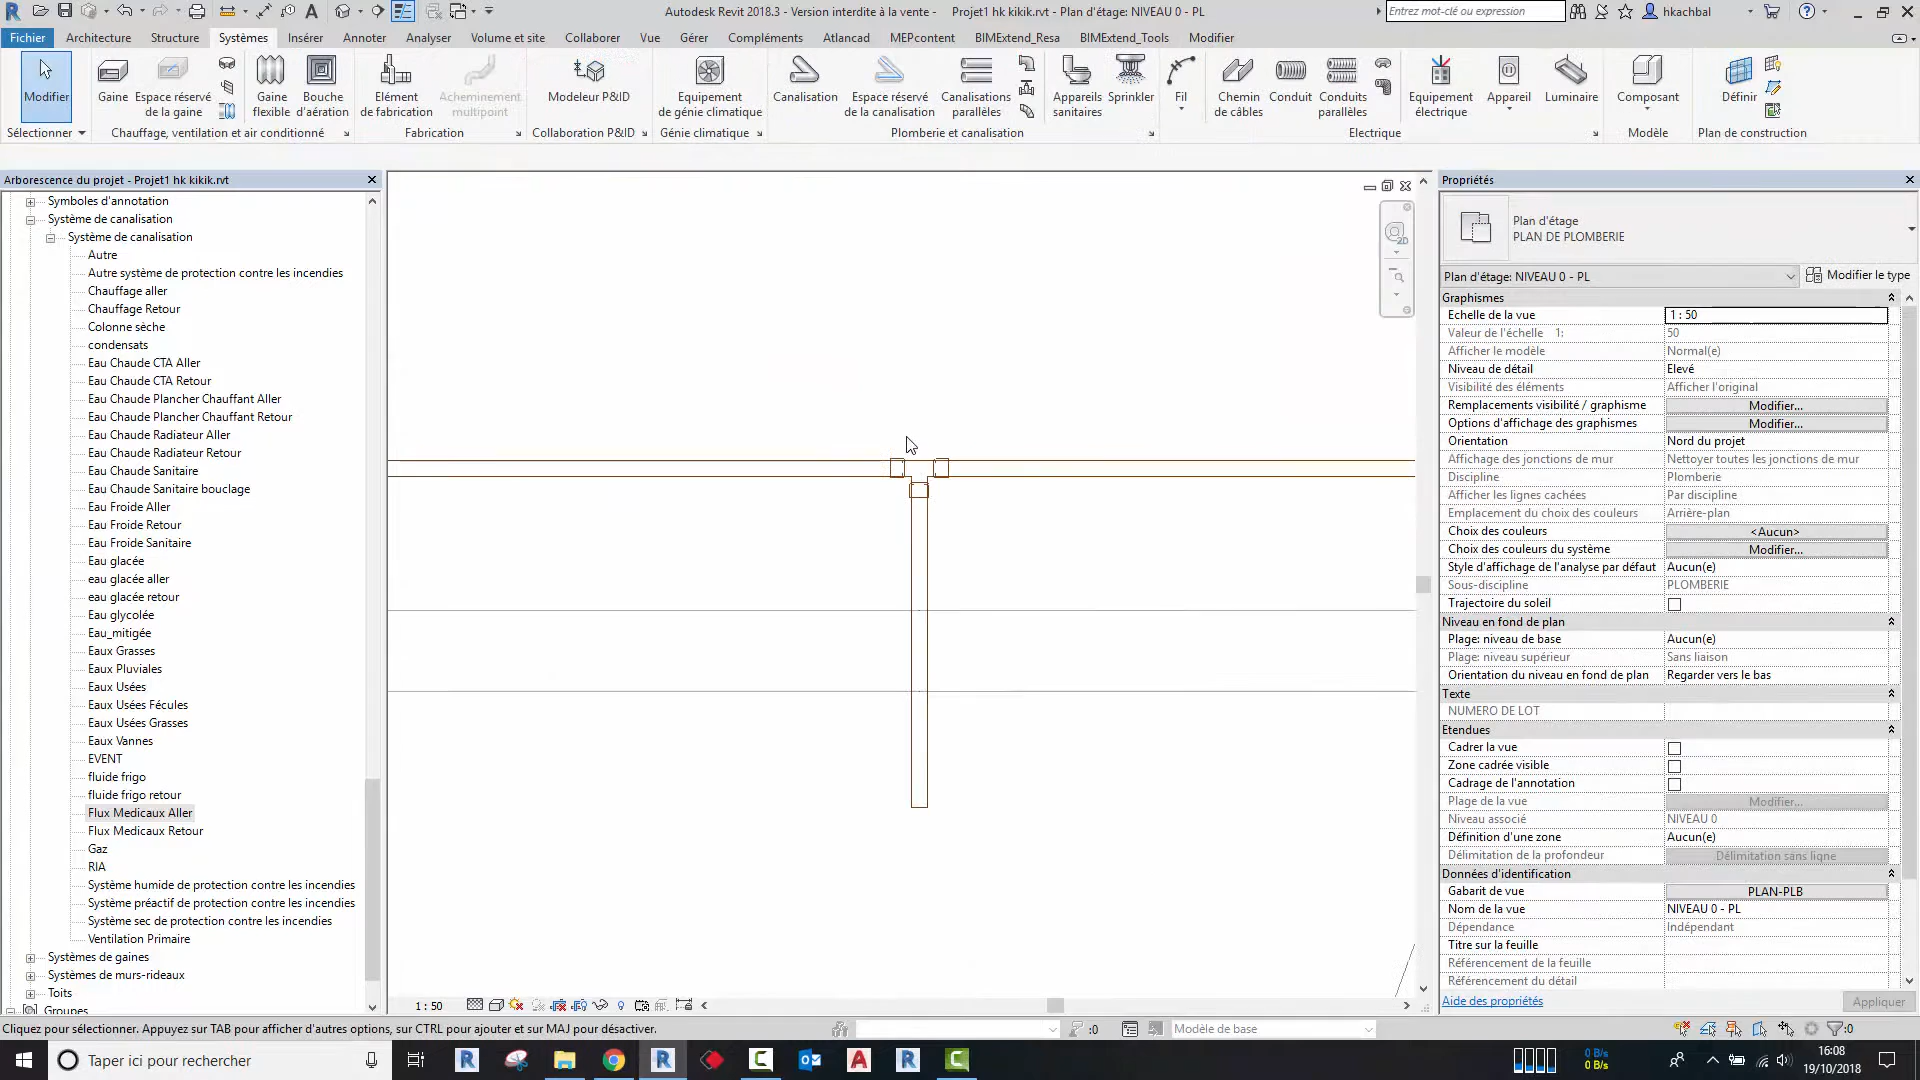 Autodesk Revit 2018.3 - Version interdite à la vente -    Projet1 hk kikik.rvt - Plan d'étage: NIVEAU 0 - PL
Entrez mot-clé ou expression
hkachbal
Fichier Architecture Structure Systèmes Insérer Annoter Analyser Volume et site Collaborer Vue Gérer Compléments Atlancad MEPcontent BIMExtend_Resa BIMExtend_Tools Modifier
Modifier
Gaine
Espace réservé de la gaine
Gaine flexible
Bouche d'aération
Elément de fabrication
Acheminement multipoint
Modeleur P&ID
Equipement de génie climatique
Canalisation
Espace réservé de la canalisation
Canalisations parallèles
Appareils sanitaires
Sprinkler
Fil
Chemin de câbles
Conduit
Conduits parallèles
Equipement électrique
Appareil
Luminaire
Composant
Définir
Sélectionner
Chauffage, ventilation et air conditionné
Fabrication
Collaboration P&ID
Génie climatique
Plomberie et canalisation
Electrique
Modèle
Plan de construction
Arborescence du projet - Projet1 hk kikik.rvt
Symboles d'annotation
Système de canalisation
Système de canalisation
Autre
Autre système de protection contre les incendies
Chauffage aller
Chauffage Retour
Colonne sèche
condensats
Eau Chaude CTA Aller
Eau Chaude CTA Retour
Eau Chaude Plancher Chauffant Aller
Eau Chaude Plancher Chauffant Retour
Eau Chaude Radiateur Aller
Eau Chaude Radiateur Retour
Eau Chaude Sanitaire
Eau Chaude Sanitaire bouclage
Eau Froide Aller
Eau Froide Retour
Eau Froide Sanitaire
Eau glacée
eau glacée aller
eau glacée retour
Eau glycolée
Eau_mitigée
Eaux Grasses
Eaux Pluviales
Eaux Usées
Eaux Usées Fécules
Eaux Usées Grasses
Eaux Vannes
EVENT
fluide frigo
fluide frigo retour
Flux Medicaux Aller
Flux Medicaux Retour
Gaz
RIA
Système humide de protection contre les incendies
Système préactif de protection contre les incendies
Système sec de protection contre les incendies
Ventilation Primaire
Systèmes de gaines
Systèmes de murs-rideaux
Toits
Groupes
2D
1 : 50
Propriétés
Plan d'étage
PLAN DE PLOMBERIE
Plan d'étage: NIVEAU 0 - PL
Modifier le type
Graphismes
Echelle de la vue 1 : 50
Valeur de l'échelle 1: 50
Afficher le modèle Normal(e)
Niveau de détail Elevé
Visibilité des éléments Afficher l'original
Remplacements visibilité / graphisme Modifier...
Options d'affichage des graphismes Modifier...
Orientation Nord du projet
Affichage des jonctions de mur Nettoyer toutes les jonctions de mur
Discipline Plomberie
Afficher les lignes cachées Par discipline
Emplacement du choix des couleurs Arrière-plan
Choix des couleurs <Aucun>
Choix des couleurs du système Modifier...
Style d'affichage de l'analyse par défaut Aucun(e)
Sous-discipline PLOMBERIE
Trajectoire du soleil
Niveau en fond de plan
Plage: niveau de base Aucun(e)
Plage: niveau supérieur Sans liaison
Orientation du niveau en fond de plan Regarder vers le bas
Texte
NUMERO DE LOT
Etendues
Cadrer la vue
Zone cadrée visible
Cadrage de l'annotation
Plage de la vue Modifier...
Niveau associé NIVEAU 0
Définition d'une zone Aucun(e)
Délimitation de la profondeur Délimitation sans ligne
Données d'identification
Gabarit de vue PLAN-PLB
Nom de la vue NIVEAU 0 - PL
Dépendance Indépendant
Titre sur la feuille
Référencement de la feuille
Référencement du détail
Aide des propriétés
Appliquer
Cliquez pour sélectionner. Appuyez sur TAB pour afficher d'autres options, sur CTRL pour ajouter et sur MAJ pour désactiver.
:0
Modèle de base
:0
Taper ici pour rechercher
0 B/s
0 B/s
16:08
19/10/2018